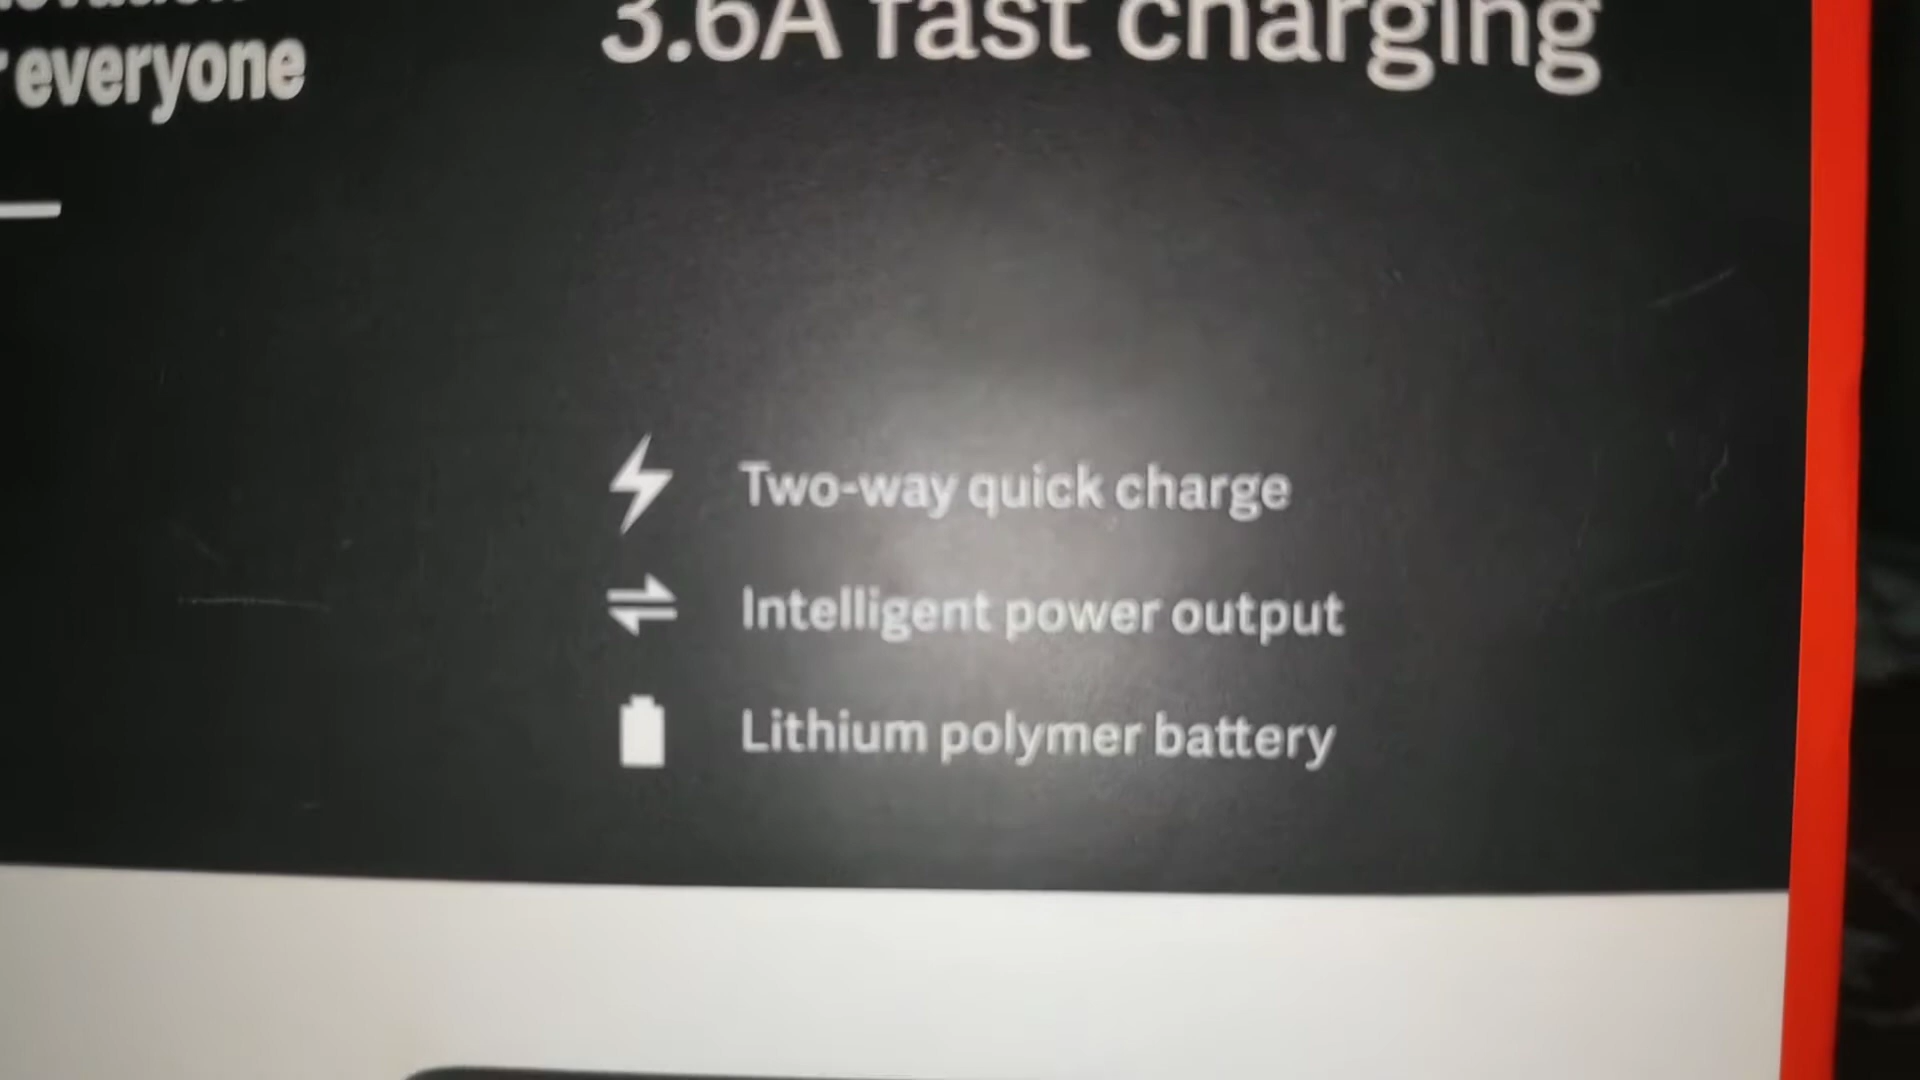 everyone
3.6A fast charging
Two-way quick charge
Intelligent power output
Lithium polymer battery